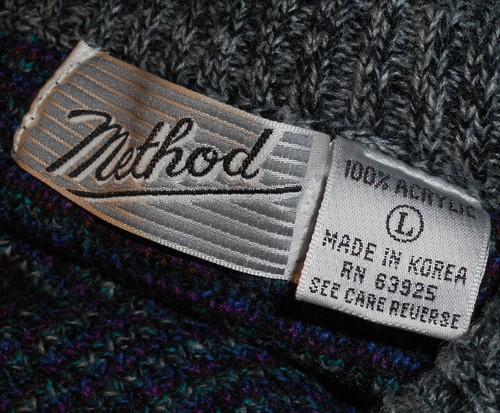 Method
100% ACRYLIC
L
MADE IN KOREA
RN 63925
SEE CARE REVERSE